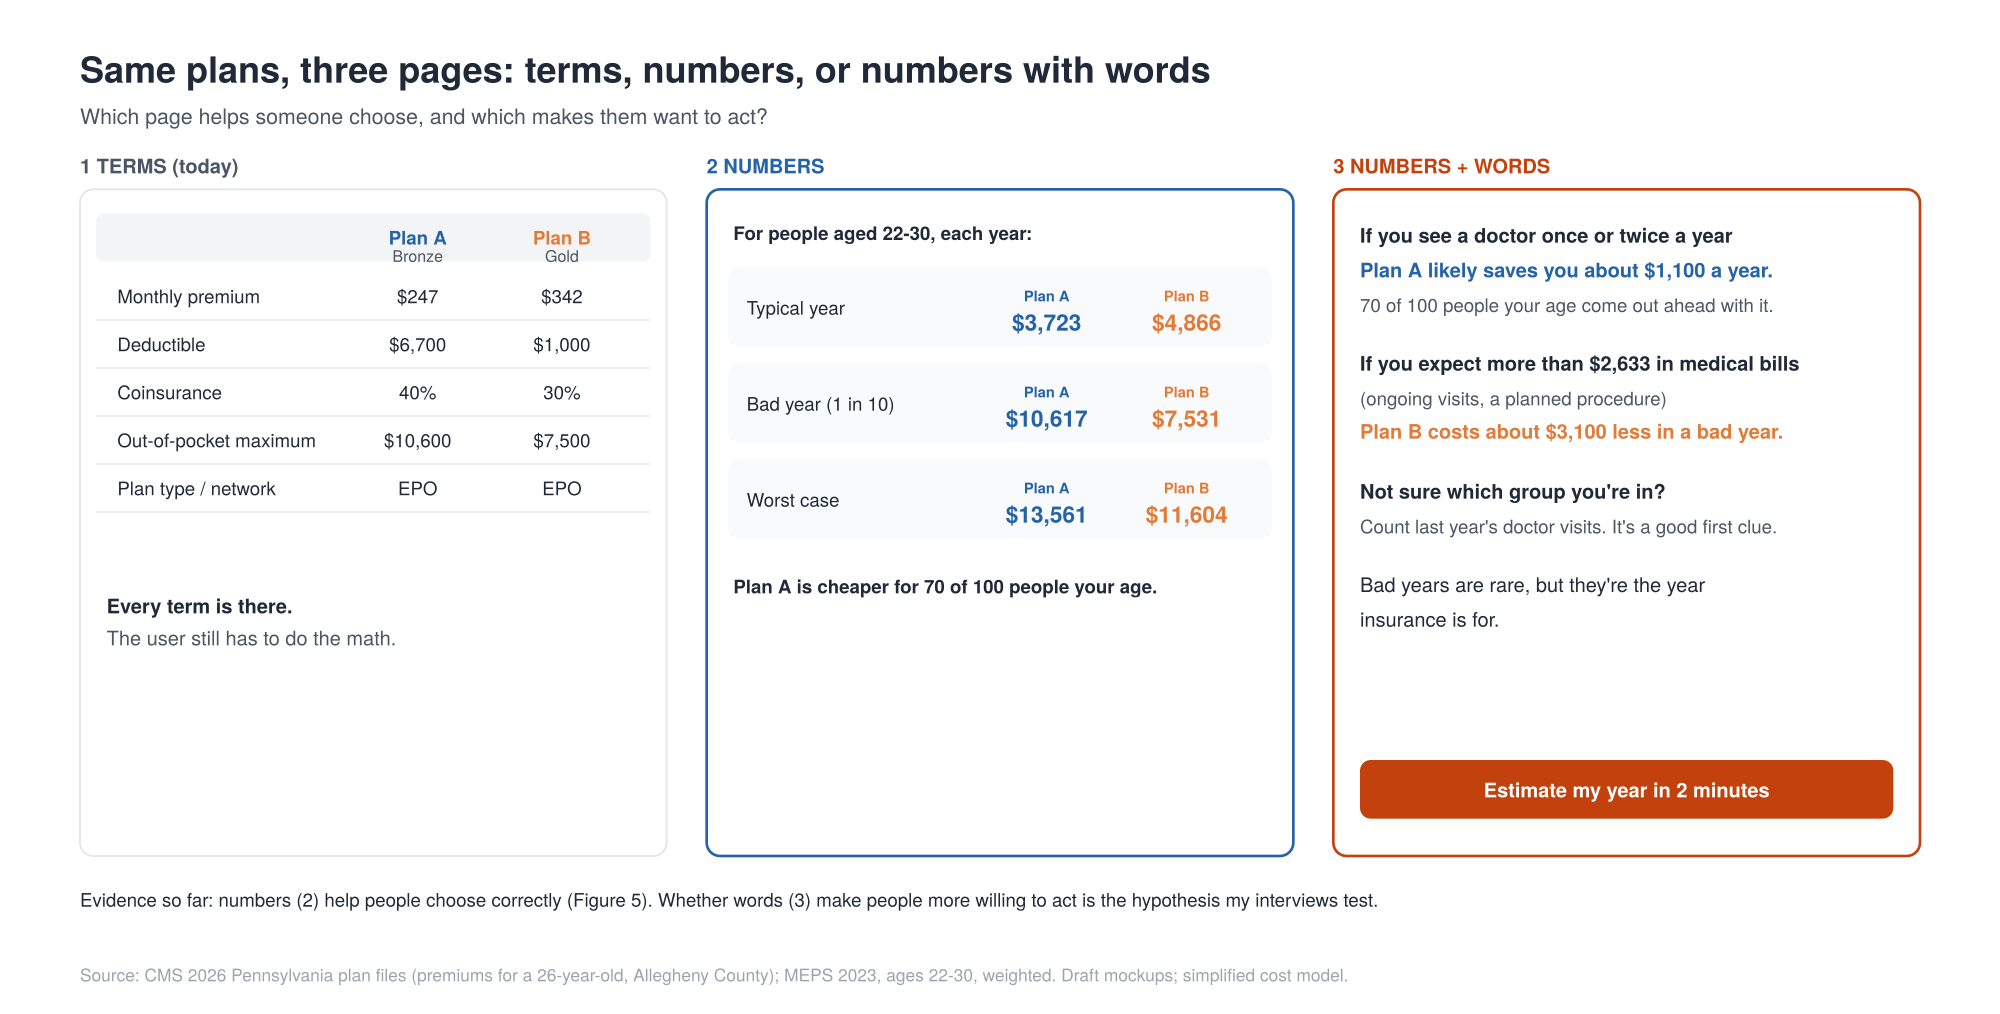 Same plans, three pages: terms, numbers, or numbers with words
Which page helps someone choose, and which makes them want to act?
1 TERMS (today)
Plan A Plan B
Bronze Gold
Monthly premium $247 $342
Deductible $6,700 $1,000
Coinsurance 40% 30%
Out-of-pocket maximum $10,600 $7,500
Plan type / network EPO EPO
Every term is there.
The user still has to do the math.
2 NUMBERS
For people aged 22-30, each year:
Plan A Plan B
Typical year $3,723 $4,866
Plan A Plan B
Bad year (1 in 10) $10,617 $7,531
Plan A Plan B
Worst case $13,561 $11,604
Plan A is cheaper for 70 of 100 people your age.
3 NUMBERS + WORDS
If you see a doctor once or twice a year
Plan A likely saves you about $1,100 a year.
70 of 100 people your age come out ahead with it.
If you expect more than $2,633 in medical bills
(ongoing visits, a planned procedure)
Plan B costs about $3,100 less in a bad year.
Not sure which group you're in?
Count last year's doctor visits. It's a good first clue.
Bad years are rare, but they're the year
insurance is for.
Estimate my year in 2 minutes
Evidence so far: numbers (2) help people choose correctly (Figure 5). Whether words (3) make people more willing to act is the hypothesis my interviews test.
Source: CMS 2026 Pennsylvania plan files (premiums for a 26-year-old, Allegheny County); MEPS 2023, ages 22-30, weighted. Draft mockups; simplified cost model.